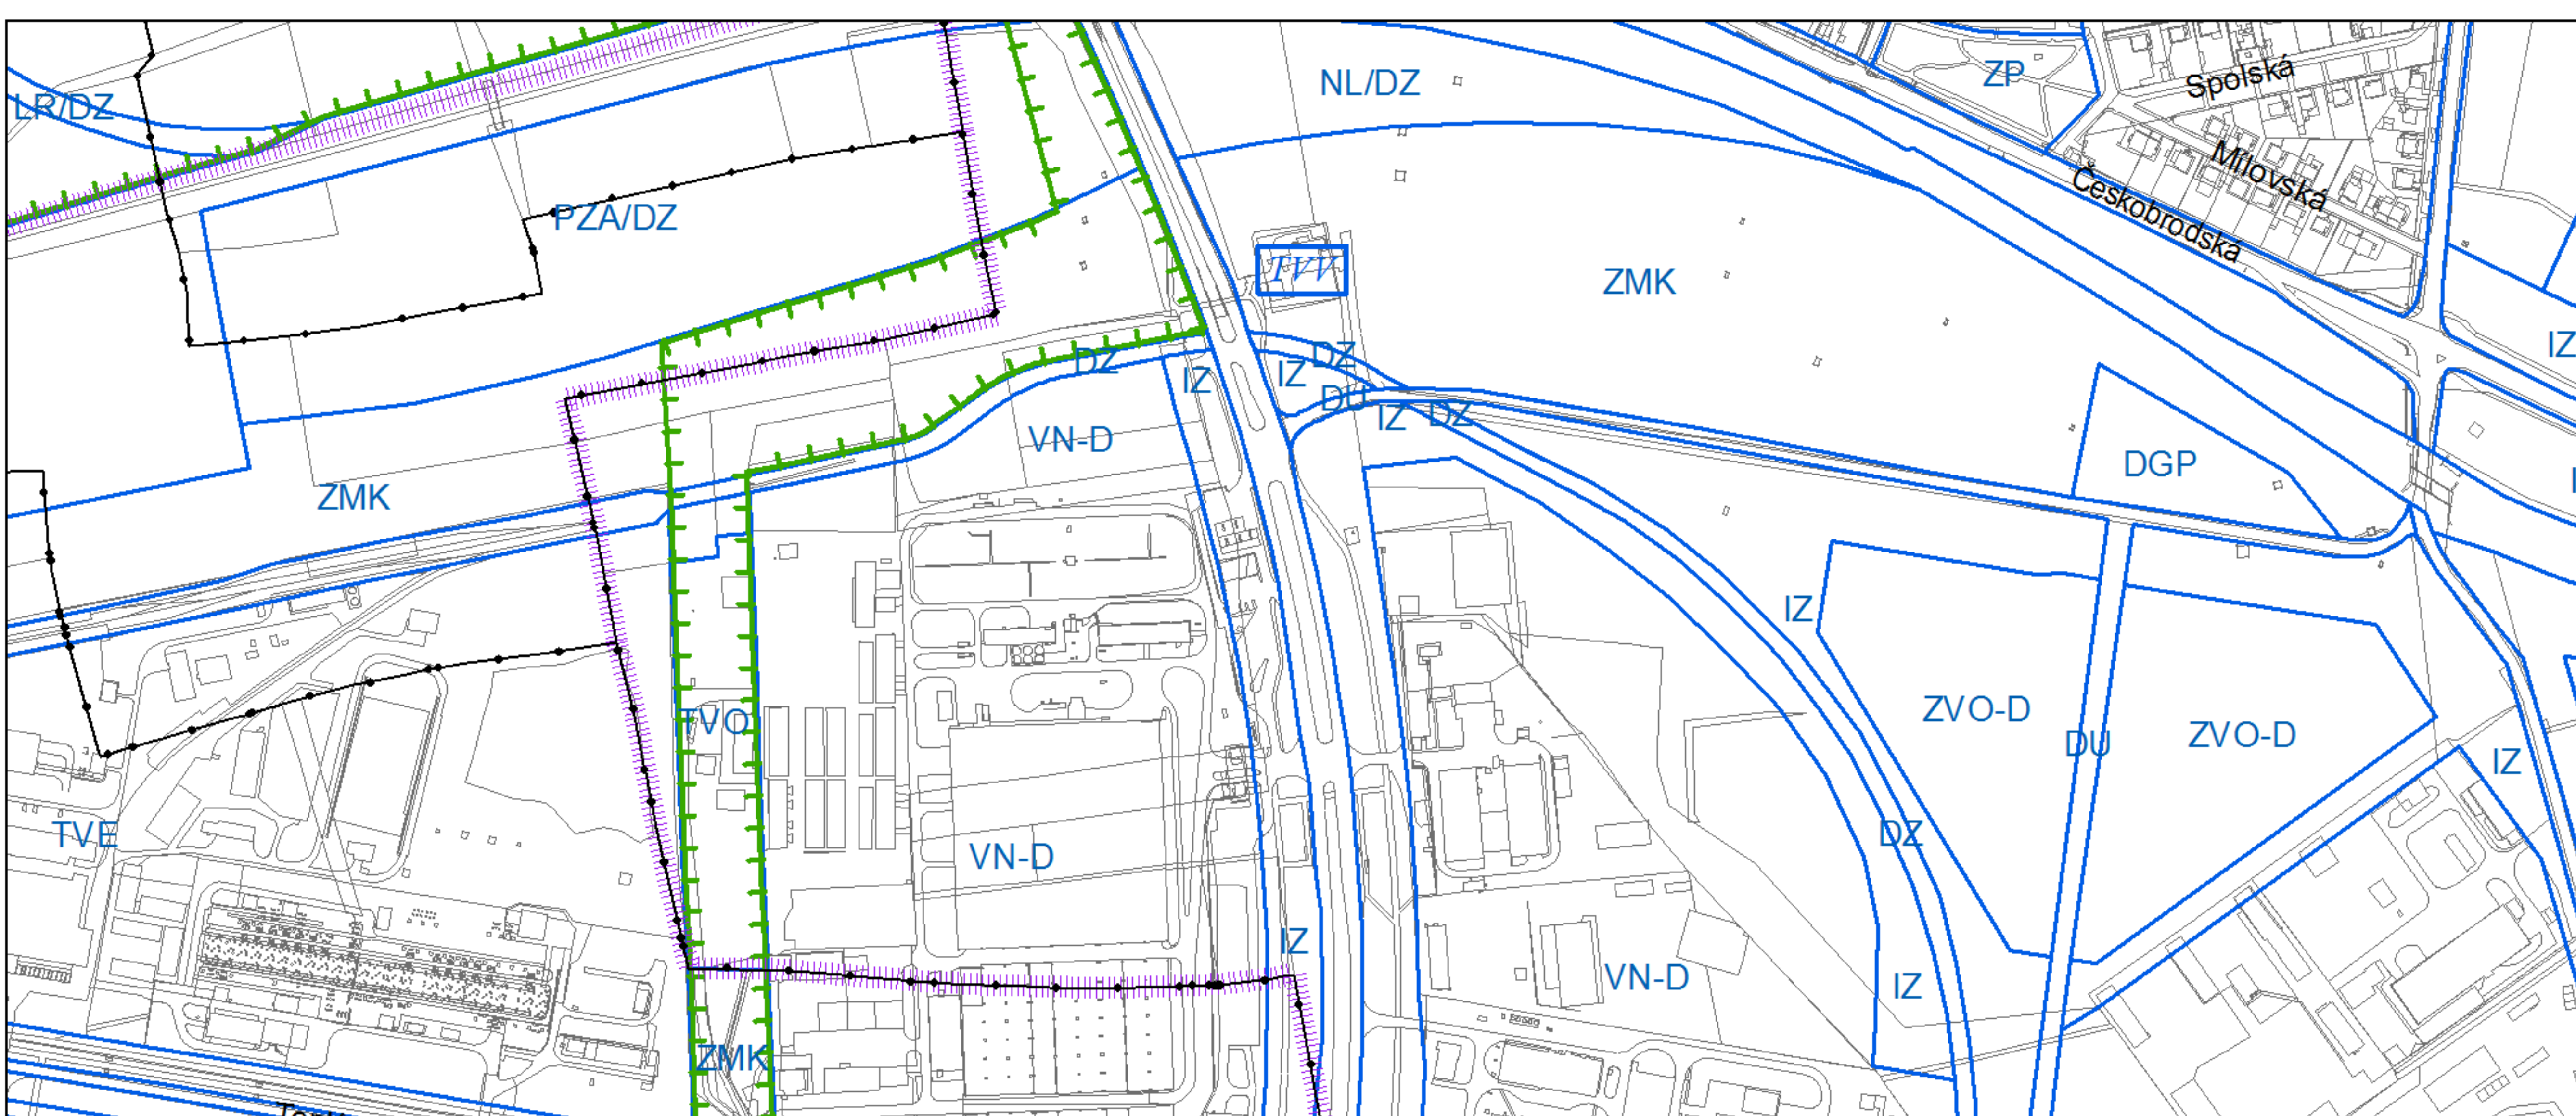 ZP
Spolská
NL/DZ
LR/DZ
Mílovská
PZA/DZ
Českobrodská
TVV
ZMK
IZ
DZ
DZ
IZ
IZ
DU
IZ
DZ
VN-D
DGP
ZMK
IZ
ZVO-D
TVO
ZVO-D
DU
IZ
TVE
DZ
VN-D
IZ
VN-D
IZ
ZMK